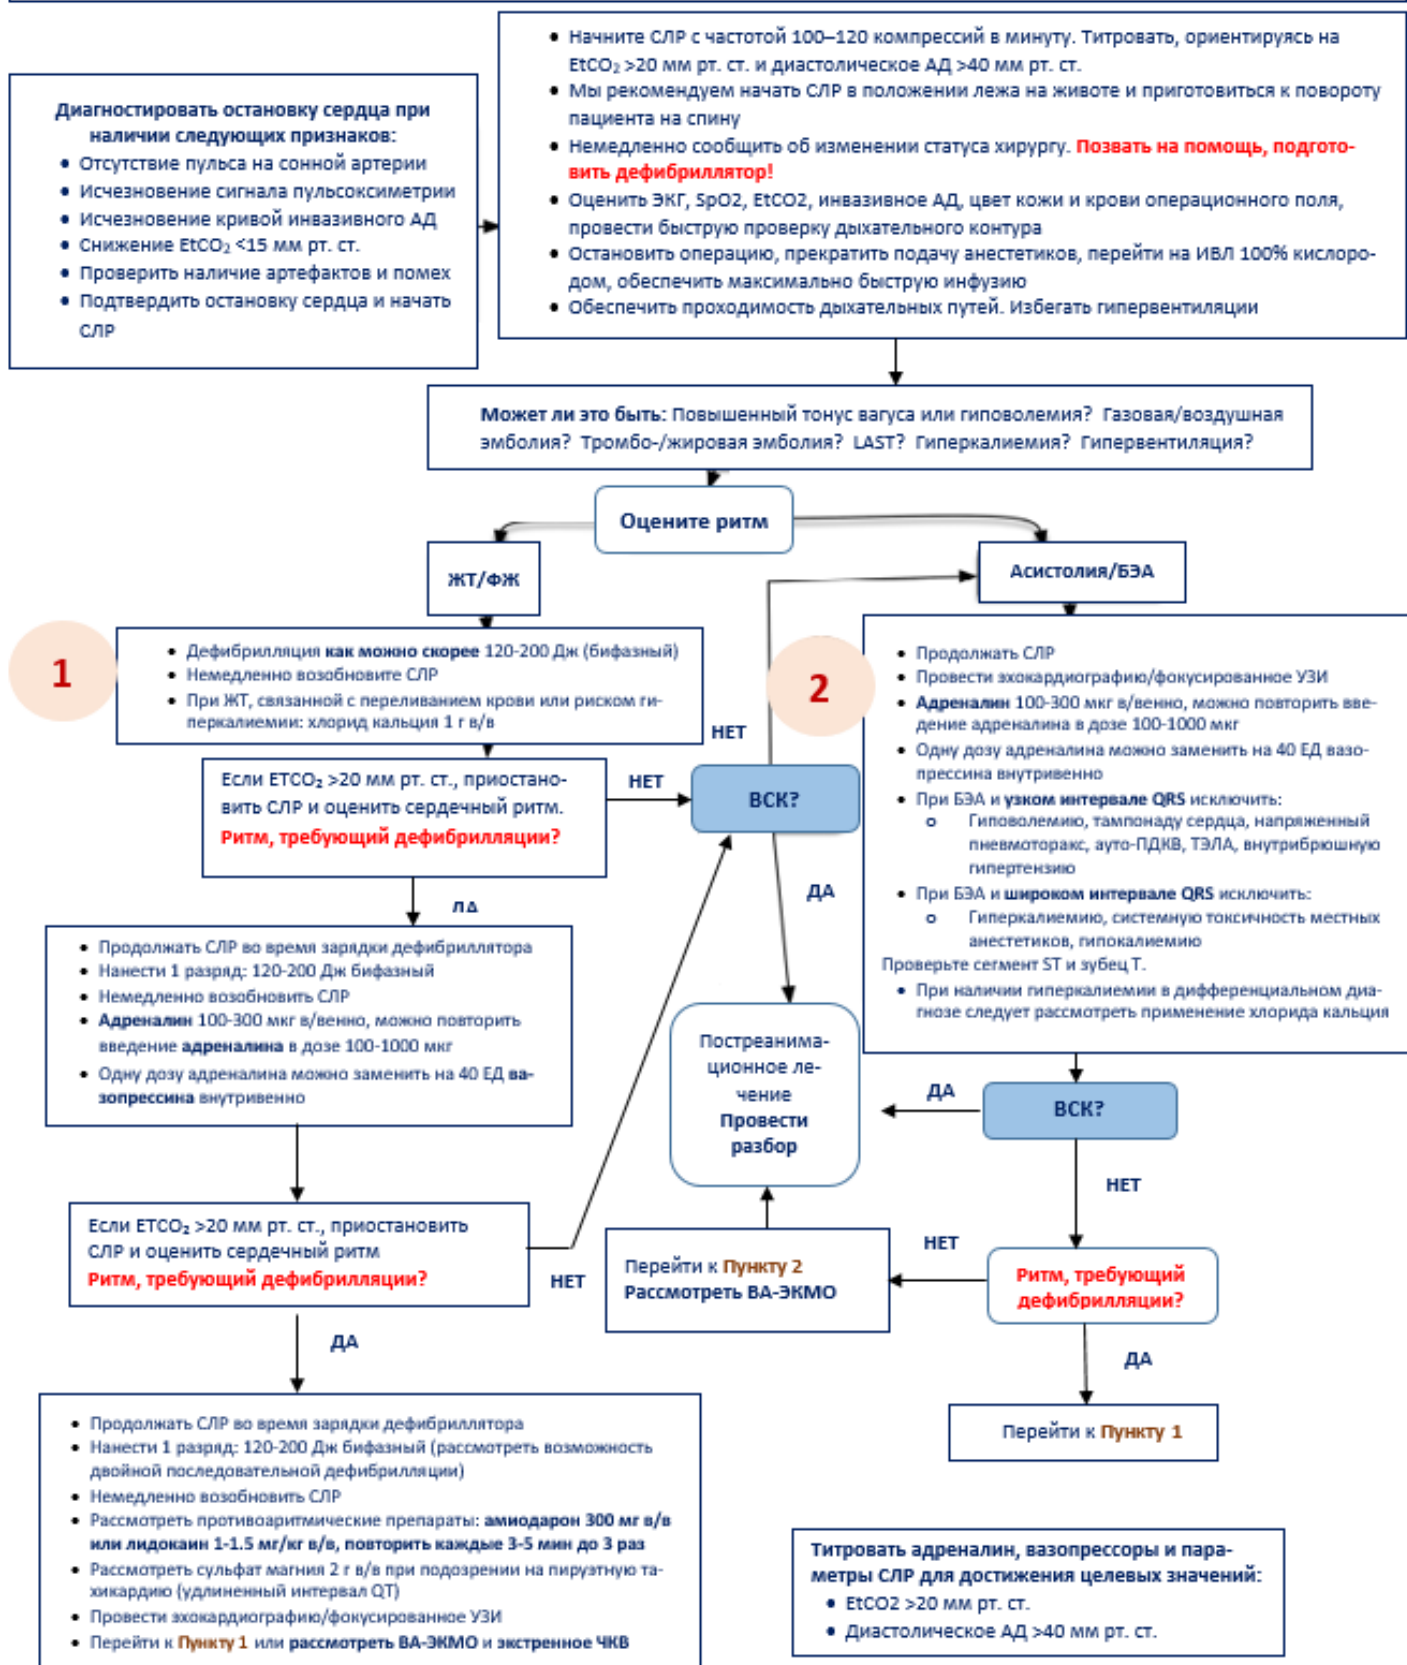 Диагностировать остановку сердца при
наличии следующих признаков:
• Отсутствие пульса на сонной артерии
• Исчезновение сигнала пульсоксиметрии
• Исчезновение кривой инвазивного АД
• Снижение EtCO₂ <15 мм рт. ст.
• Проверить наличие артефактов и помех
• Подтвердить остановку сердца и начать
СЛР
• Начните СЛР с частотой 100–120 компрессий в минуту. Титровать, ориентируясь на
EtCO₂ >20 мм рт. ст. и диастолическое АД >40 мм рт. ст.
• Мы рекомендуем начать СЛР в положении лежа на животе и приготовиться к повороту
пациента на спину
• Немедленно сообщить об изменении статуса хирургу. Позвать на помощь, подгото-
вить дефибриллятор!
• Оценить ЭКГ, SpO2, EtCO2, инвазивное АД, цвет кожи и крови операционного поля,
провести быструю проверку дыхательного контура
• Остановить операцию, прекратить подачу анестетиков, перейти на ИВЛ 100% кислоро-
дом, обеспечить максимально быструю инфузию
• Обеспечить проходимость дыхательных путей. Избегать гипервентиляции
Может ли это быть: Повышенный тонус вагуса или гиповолемия? Газовая/воздушная
эмболия? Тромбо-/жировая эмболия? LAST? Гиперкалиемия? Гипервентиляция?
Оцените ритм
ЖТ/ФЖ
Асистолия/БЭА
1
• Дефибрилляция как можно скорее 120-200 Дж (бифазный)
• Немедленно возобновите СЛР
• При ЖТ, связанной с переливанием крови или риском ги-
перкалиемии: хлорид кальция 1 г в/в
Если ETCO₂ >20 мм рт. ст., приостано-
вить СЛР и оценить сердечный ритм.
Ритм, требующий дефибрилляции?
НЕТ
НЕТ
ВСК?
ДА
ДА
• Продолжать СЛР во время зарядки дефибриллятора
• Нанести 1 разряд: 120-200 Дж бифазный
• Немедленно возобновить СЛР
• Адреналин 100-300 мкг в/венно, можно повторить
введение адреналина в дозе 100-1000 мкг
• Одну дозу адреналина можно заменить на 40 ЕД ва-
зопрессина внутривенно
Если ETCO₂ >20 мм рт. ст., приостановить
СЛР и оценить сердечный ритм
Ритм, требующий дефибрилляции?
НЕТ
ДА
• Продолжать СЛР во время зарядки дефибриллятора
• Нанести 1 разряд: 120-200 Дж бифазный (рассмотреть возможность
двойной последовательной дефибрилляции)
• Немедленно возобновить СЛР
• Рассмотреть противоаритмические препараты: амиодарон 300 мг в/в
или лидокаин 1-1.5 мг/кг в/в, повторить каждые 3-5 мин до 3 раз
• Рассмотреть сульфат магния 2 г в/в при подозрении на пируэтную та-
хикардию (удлиненный интервал QT)
• Провести эхокардиографию/фокусированное УЗИ
• Перейти к Пункту 1 или рассмотреть ВА-ЭКМО и экстренное ЧКВ
2
• Продолжать СЛР
• Провести эхокардиографию/фокусированное УЗИ
• Адреналин 100-300 мкг в/венно, можно повторить вве-
дение адреналина в дозе 100-1000 мкг
• Одну дозу адреналина можно заменить на 40 ЕД вазо-
прессина внутривенно
• При БЭА и узком интервале QRS исключить:
o Гиповолемию, тампонаду сердца, напряженный
пневмоторакс, ауто-ПДКВ, ТЭЛА, внутрибрюшную
гипертензию
• При БЭА и широком интервале QRS исключить:
o Гиперкалиемию, системную токсичность местных
анестетиков, гипокалиемию
Проверьте сегмент ST и зубец T.
• При наличии гиперкалиемии в дифференциальном диа-
гнозе следует рассмотреть применение хлорида кальция
Постреанима-
ционное ле-
чение
Провести
разбор
ДА
ВСК?
НЕТ
Ритм, требующий
дефибрилляции?
НЕТ
Перейти к Пункту 2
Рассмотреть ВА-ЭКМО
ДА
Перейти к Пункту 1
Титровать адреналин, вазопрессоры и пара-
метры СЛР для достижения целевых значений:
• EtCO2 >20 мм рт. ст.
• Диастолическое АД >40 мм рт. ст.